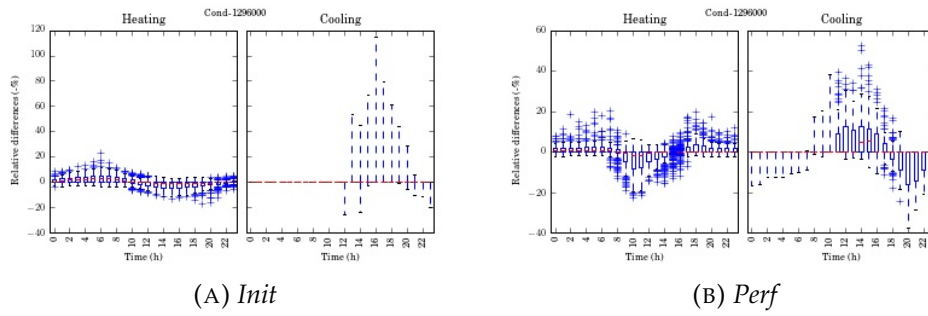 Cond-1296000
Heating
Cooling
Relative differences (-%)
120
100
80
60
40
20
0
−20
−40
0 2 4 6 8 10 12 14 16 18 20 22
0 2 4 6 8 10 12 14 16 18 20 22
Time (h)
Time (h)
(A) Init
Cond-1296000
Heating
Cooling
Relative differences (-%)
60
40
20
0
−20
−40
0 2 4 6 8 10 12 14 16 18 20 22
0 2 4 6 8 10 12 14 16 18 20 22
Time (h)
Time (h)
(B) Perf